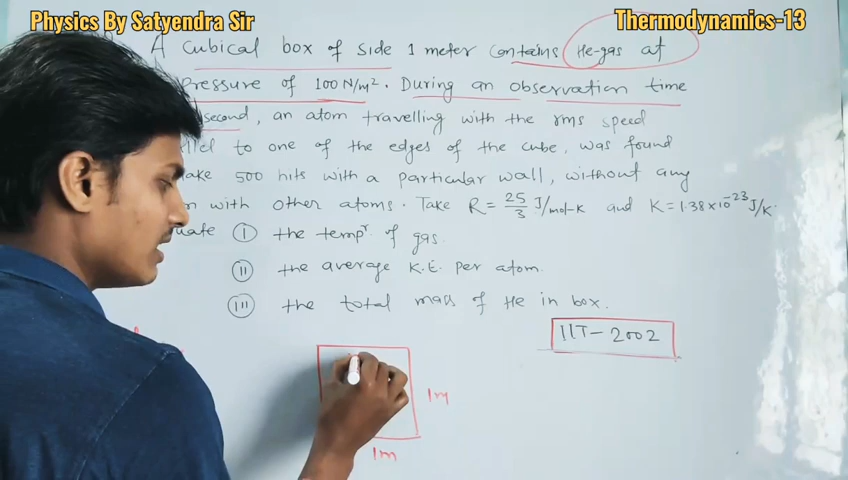 Physics By Satyendra Sir
Thermodynamics-13
A Cubical box of side 1 meter contains He-gas at
pressure of 100 N/m². During an observation time
second, an atom travelling with the rms speed
to one of the edges of the cube, was found
500 hits with a particular wall, without any
with other atoms. Take R = 25/3 J/mol-K and K = 1.38×10⁻²³ J/K.
(I) the tempr. of gas.
(II) the average K.E. per atom.
(III) the total mass of He in box.
IIT-2002
1m
1m